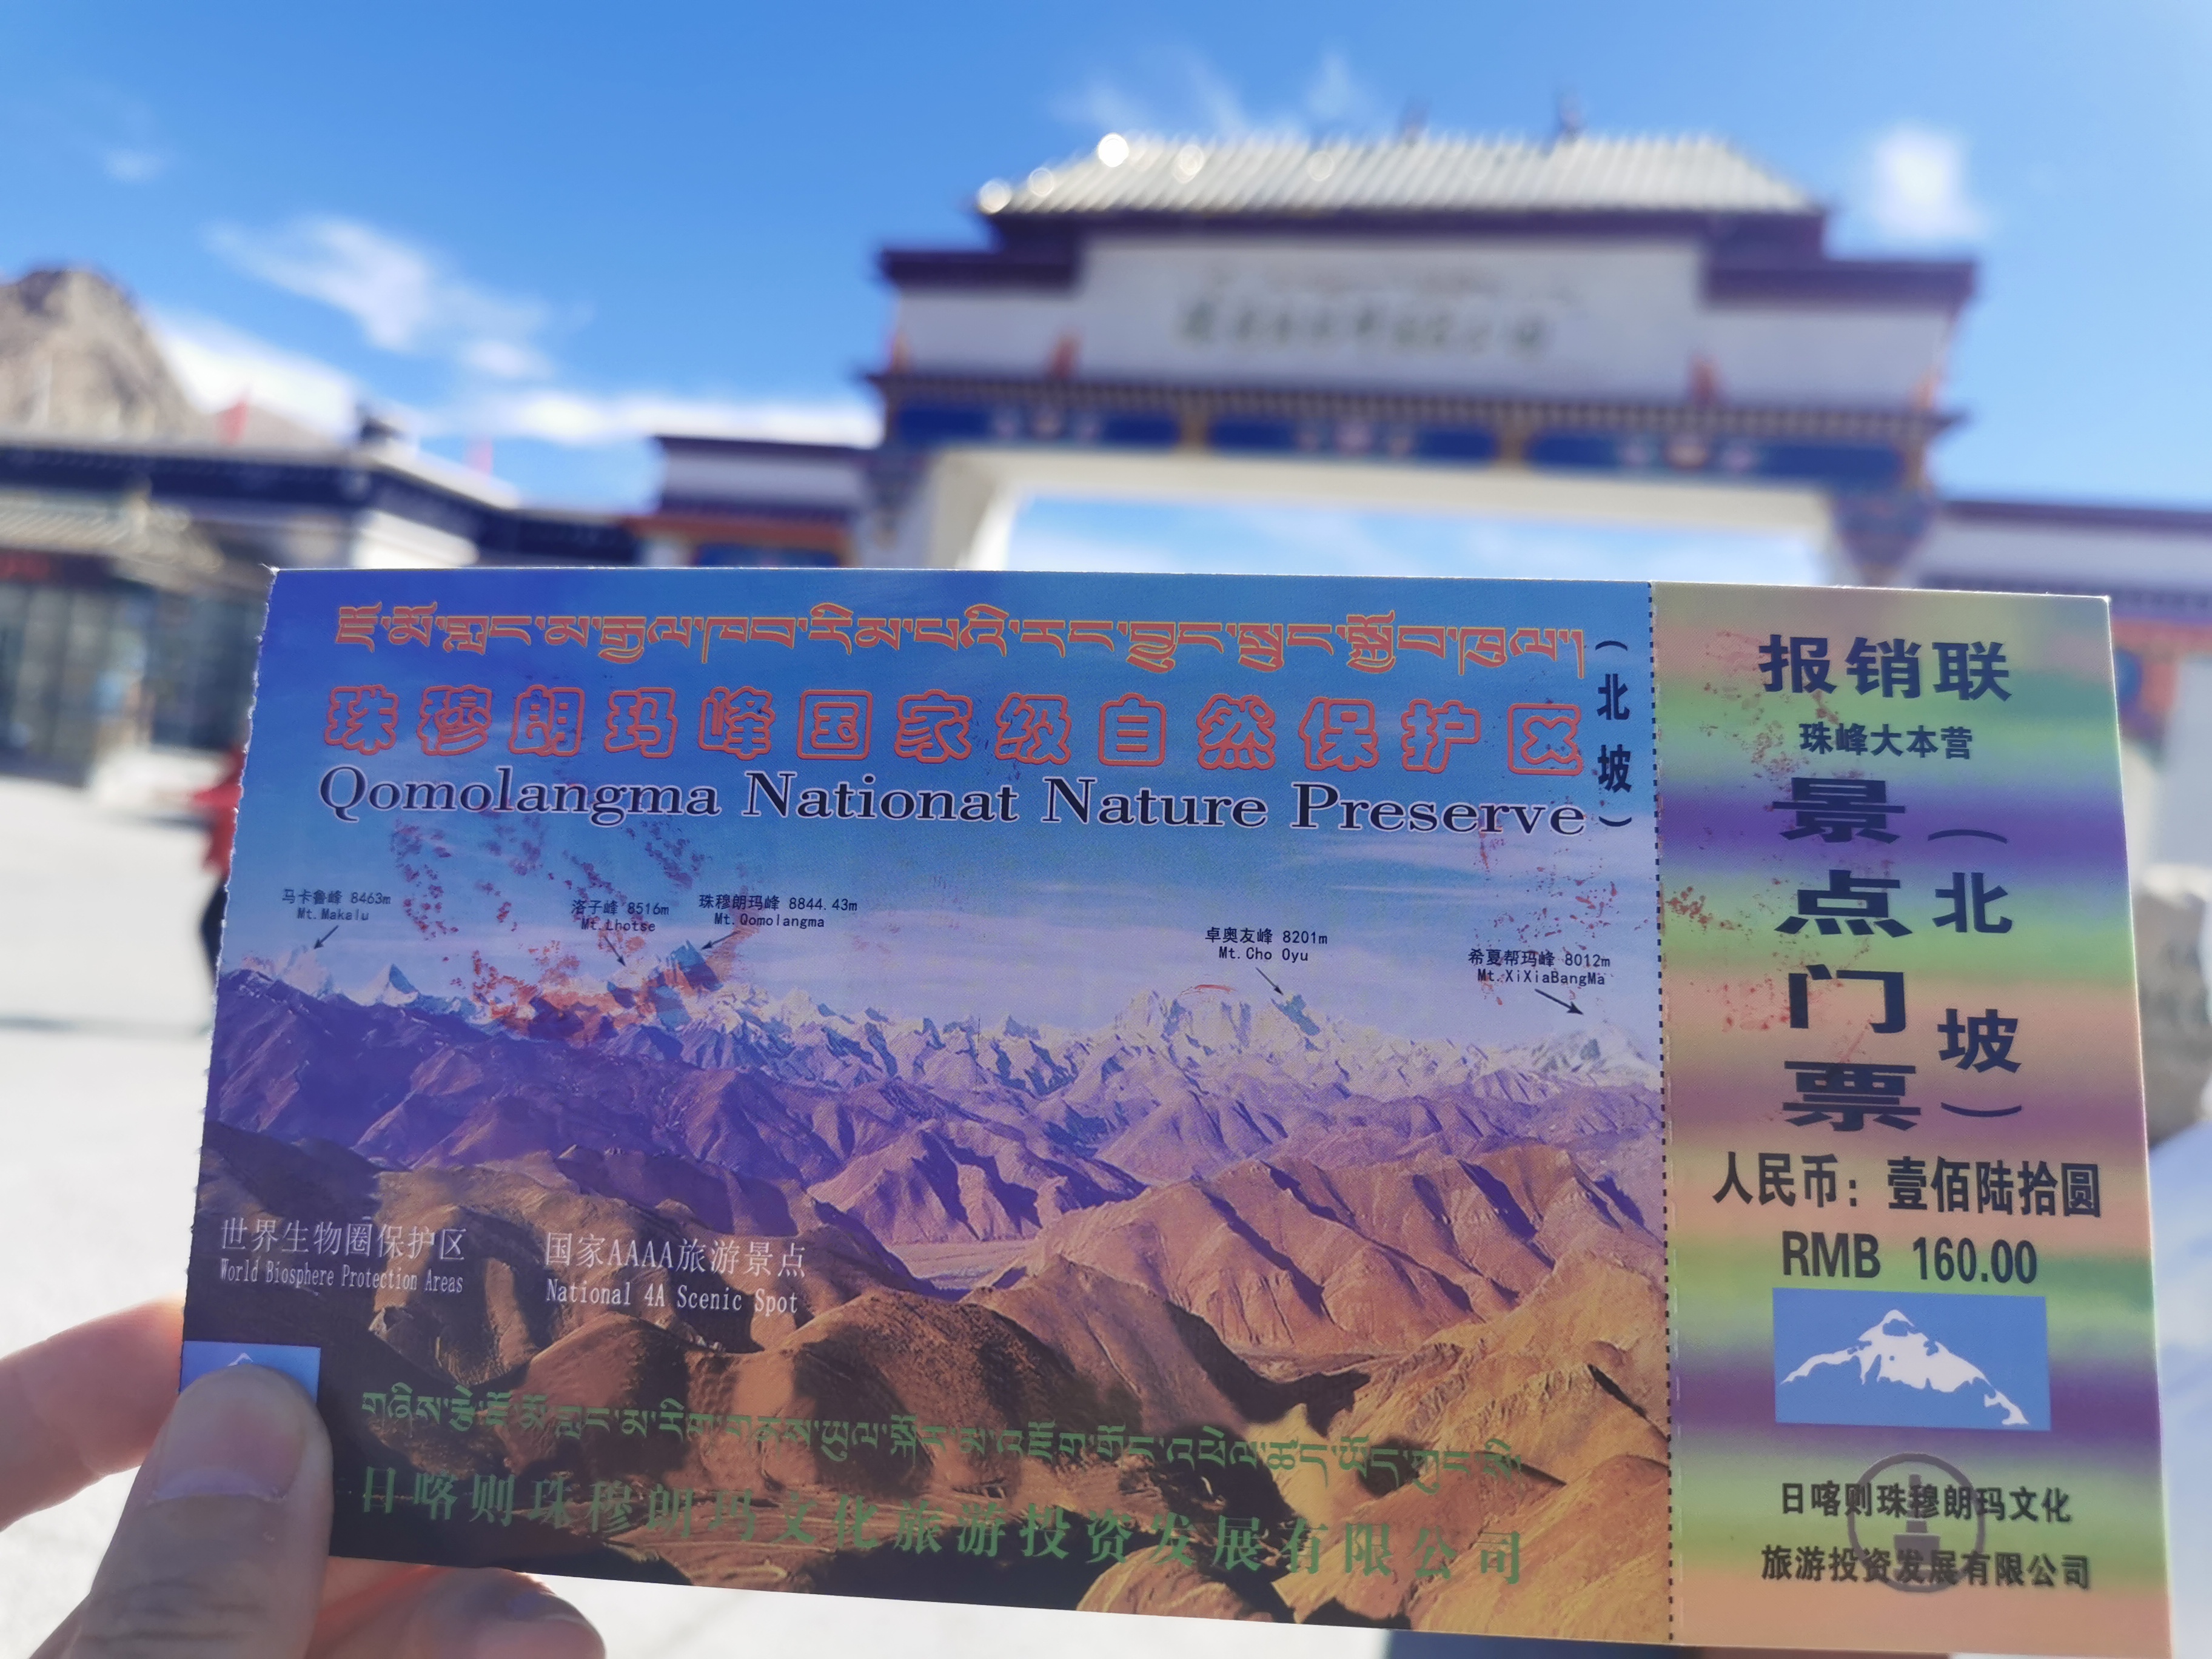 ཇོ་མོ་གླང་མ་རྒྱལ་ཁབ་རིམ་པའི་རང་བྱུང་སྲུང་སྐྱོབ་ཁུལ།
珠穆朗玛峰国家级自然保护区
(北坡)
Qomolangma Nationat Nature Preserve
马卡鲁峰 8463m
Mt.Makalu
洛子峰 8516m
Mt.Lhotse
珠穆朗玛峰 8844.43m
Mt.Qomolangma
卓奥友峰 8201m
Mt.Cho Oyu
希夏帮玛峰 8012m
Mt.XiXiaBangMa
世界生物圈保护区
World Biosphere Protection Areas
国家AAAA旅游景点
National 4A Scenic Spot
日喀则珠穆朗玛文化旅游投资发展有限公司
报销联
珠峰大本营
景点门票
(北坡)
人民币：壹佰陆拾圆
RMB 160.00
日喀则珠穆朗玛文化
旅游投资发展有限公司